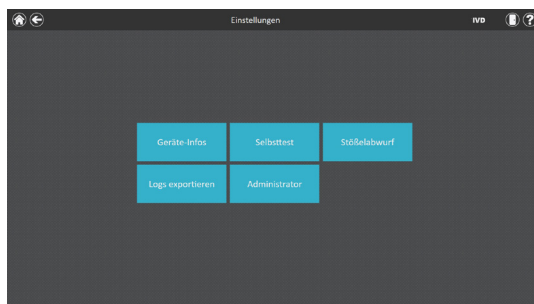 Einstellungen IVD ?
Geräte-Infos Selbsttest Stößelabwurf
Logs exportieren Administrator